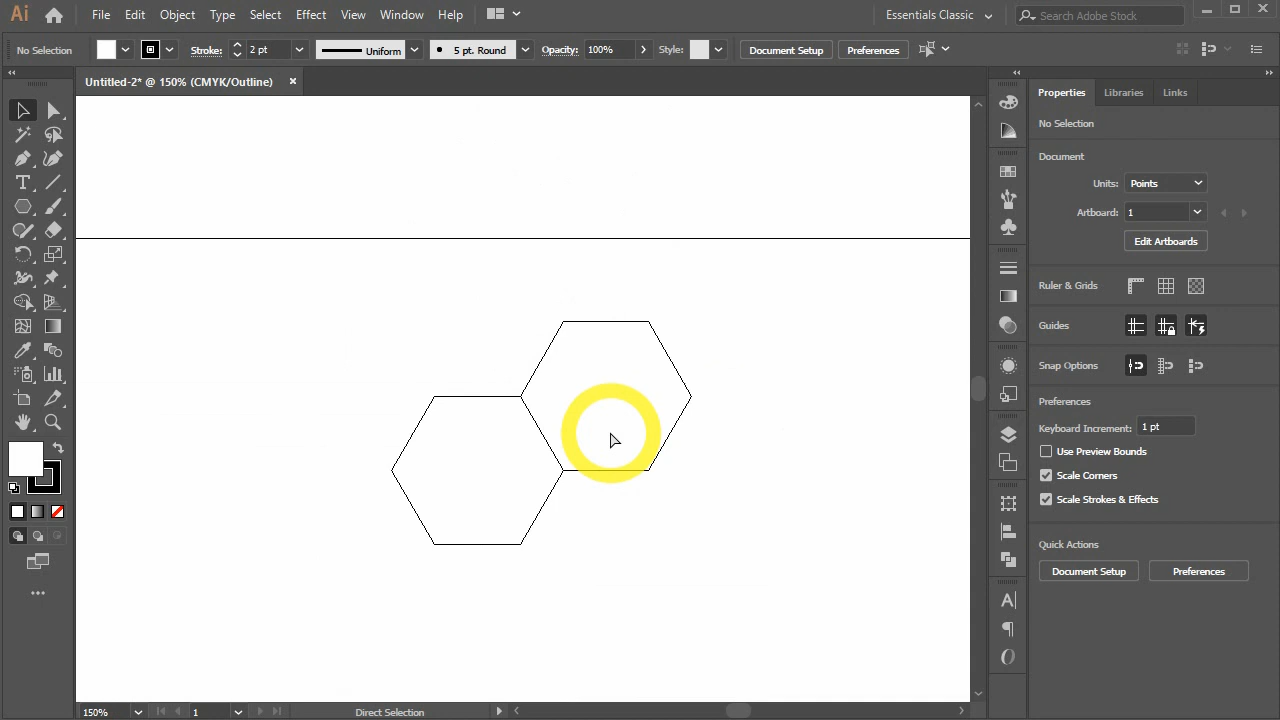 Ai File Edit Object Type Select Effect View Window Help Essentials Classic Search Adobe Stock
No Selection Stroke: 2 pt Uniform 5 pt. Round Opacity: 100% Style: Document Setup Preferences
Untitled-2* @ 150% (CMYK/Outline) ×
Properties Libraries Links
No Selection
Document
Units: Points
Artboard: 1
Edit Artboards
Ruler & Grids
Guides
Snap Options
Preferences
Keyboard Increment: 1 pt
Use Preview Bounds
Scale Corners
Scale Strokes & Effects
Quick Actions
Document Setup Preferences
150% 1 Direct Selection